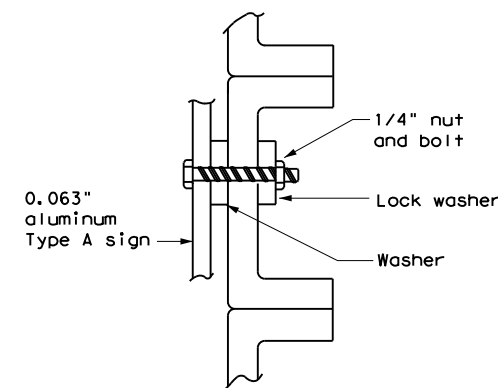 1/4" nut
and bolt
0.063"
aluminum
Type A sign
Lock washer
Washer